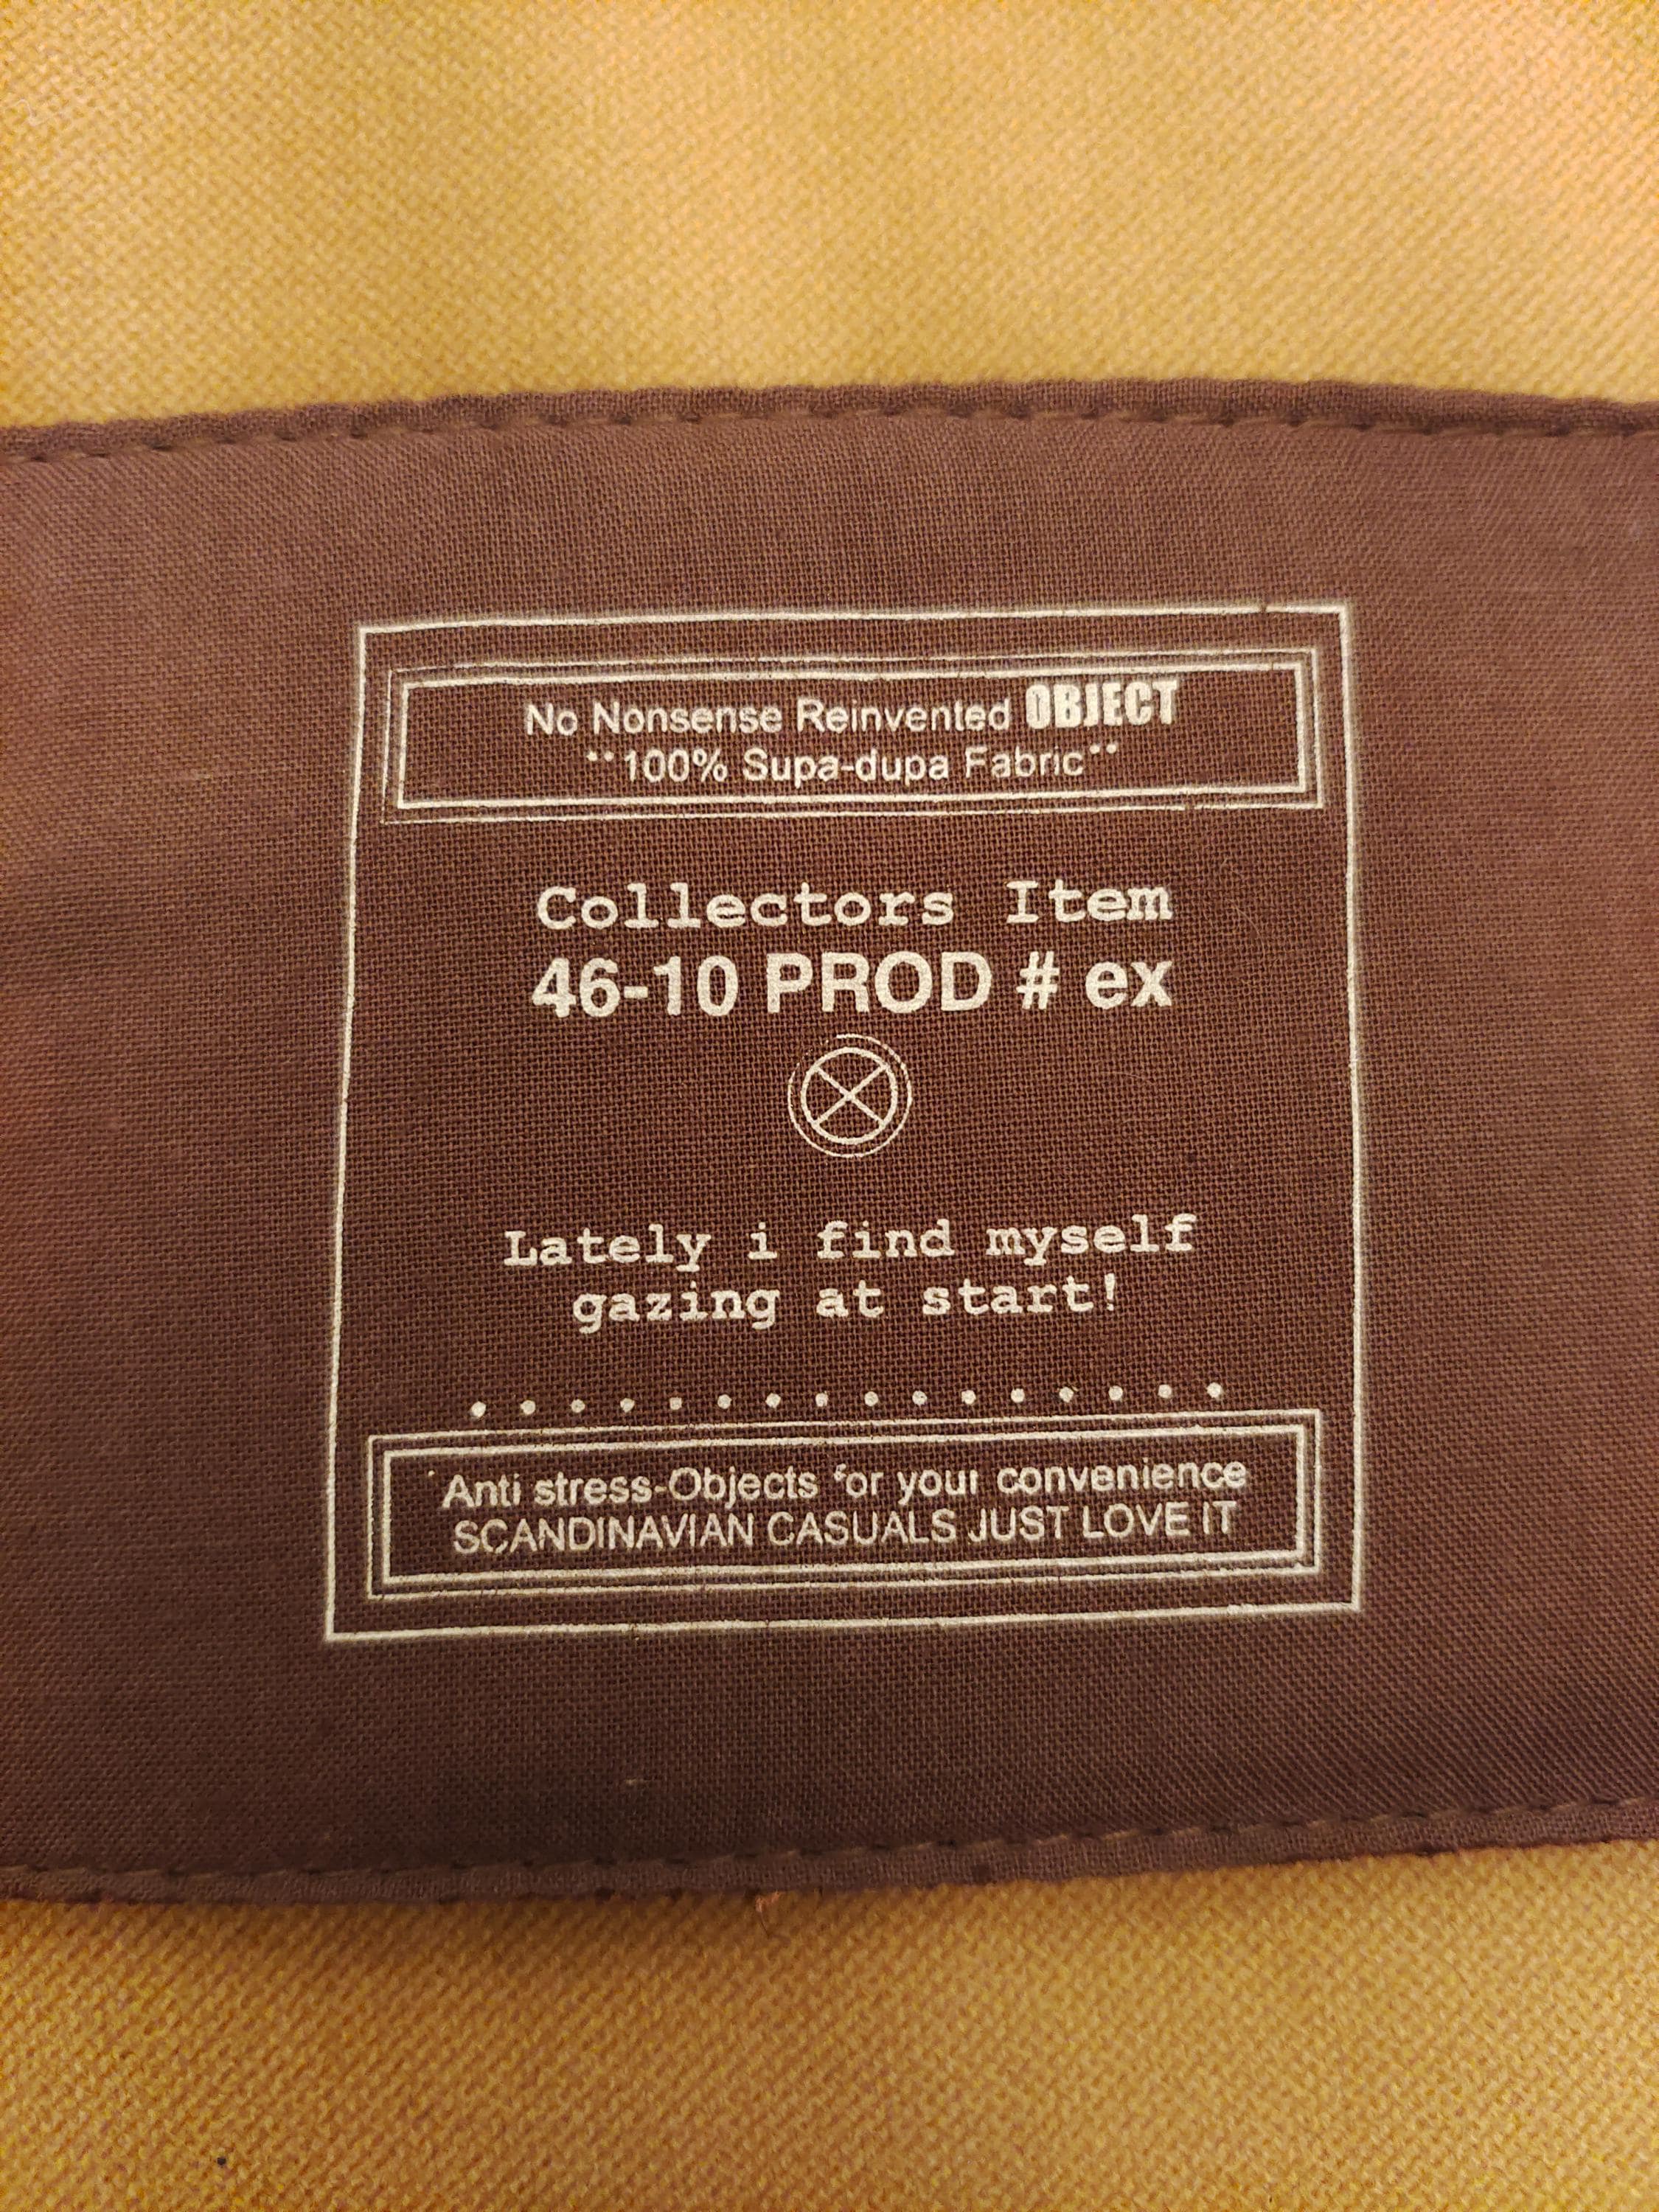 No Nonsense Reinvented OBJECT
¨100% Supa-dupa Fabric¨
Collectors Item
46-10 PROD # ex
Lately i find myself
gazing at start!
................
Anti stress-Objects for your convenience
SCANDINAVIAN CASUALS JUST LOVE IT